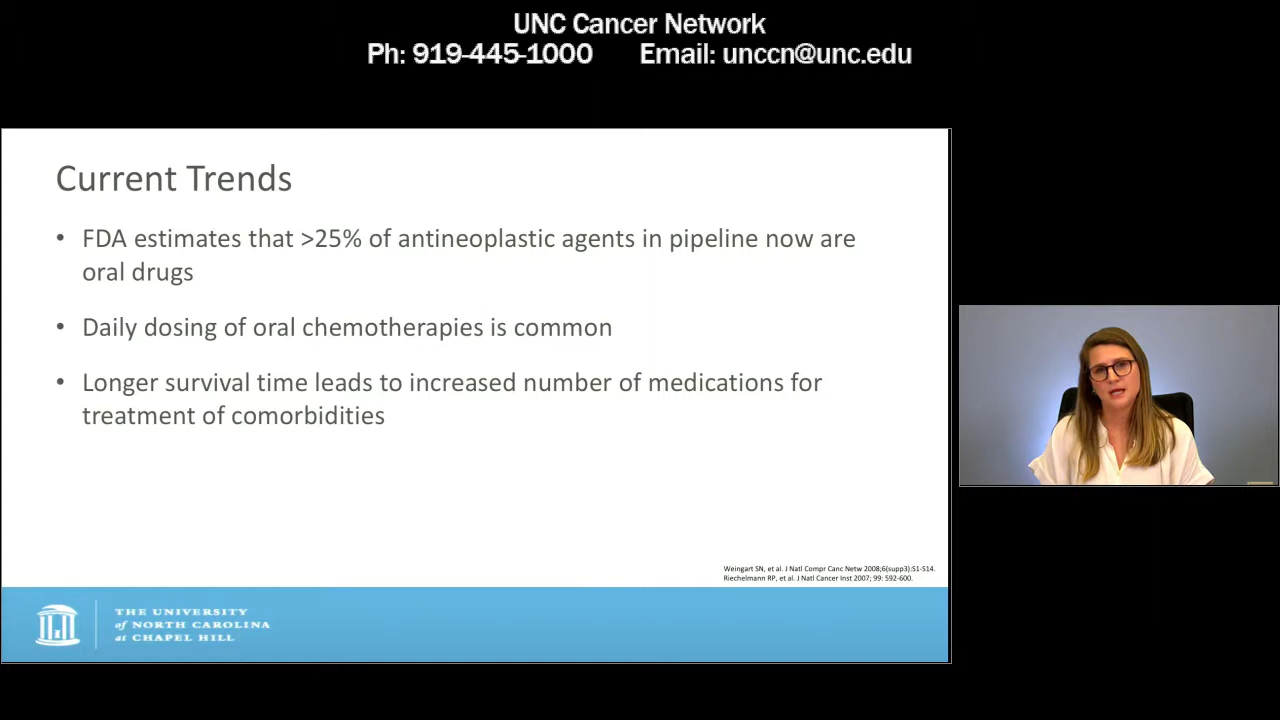 UNC Cancer Network
Ph: 919-445-1000 Email: unccn@unc.edu
Current Trends
• FDA estimates that >25% of antineoplastic agents in pipeline now are
oral drugs
• Daily dosing of oral chemotherapies is common
• Longer survival time leads to increased number of medications for
treatment of comorbidities
Weingart SN, et al. J Natl Compr Canc Netw 2008;6(supp3):S1-S14.
Riechelmann RP, et al. J Natl Cancer Inst 2007; 99: 592-600.
THE UNIVERSITY
of NORTH CAROLINA
at CHAPEL HILL